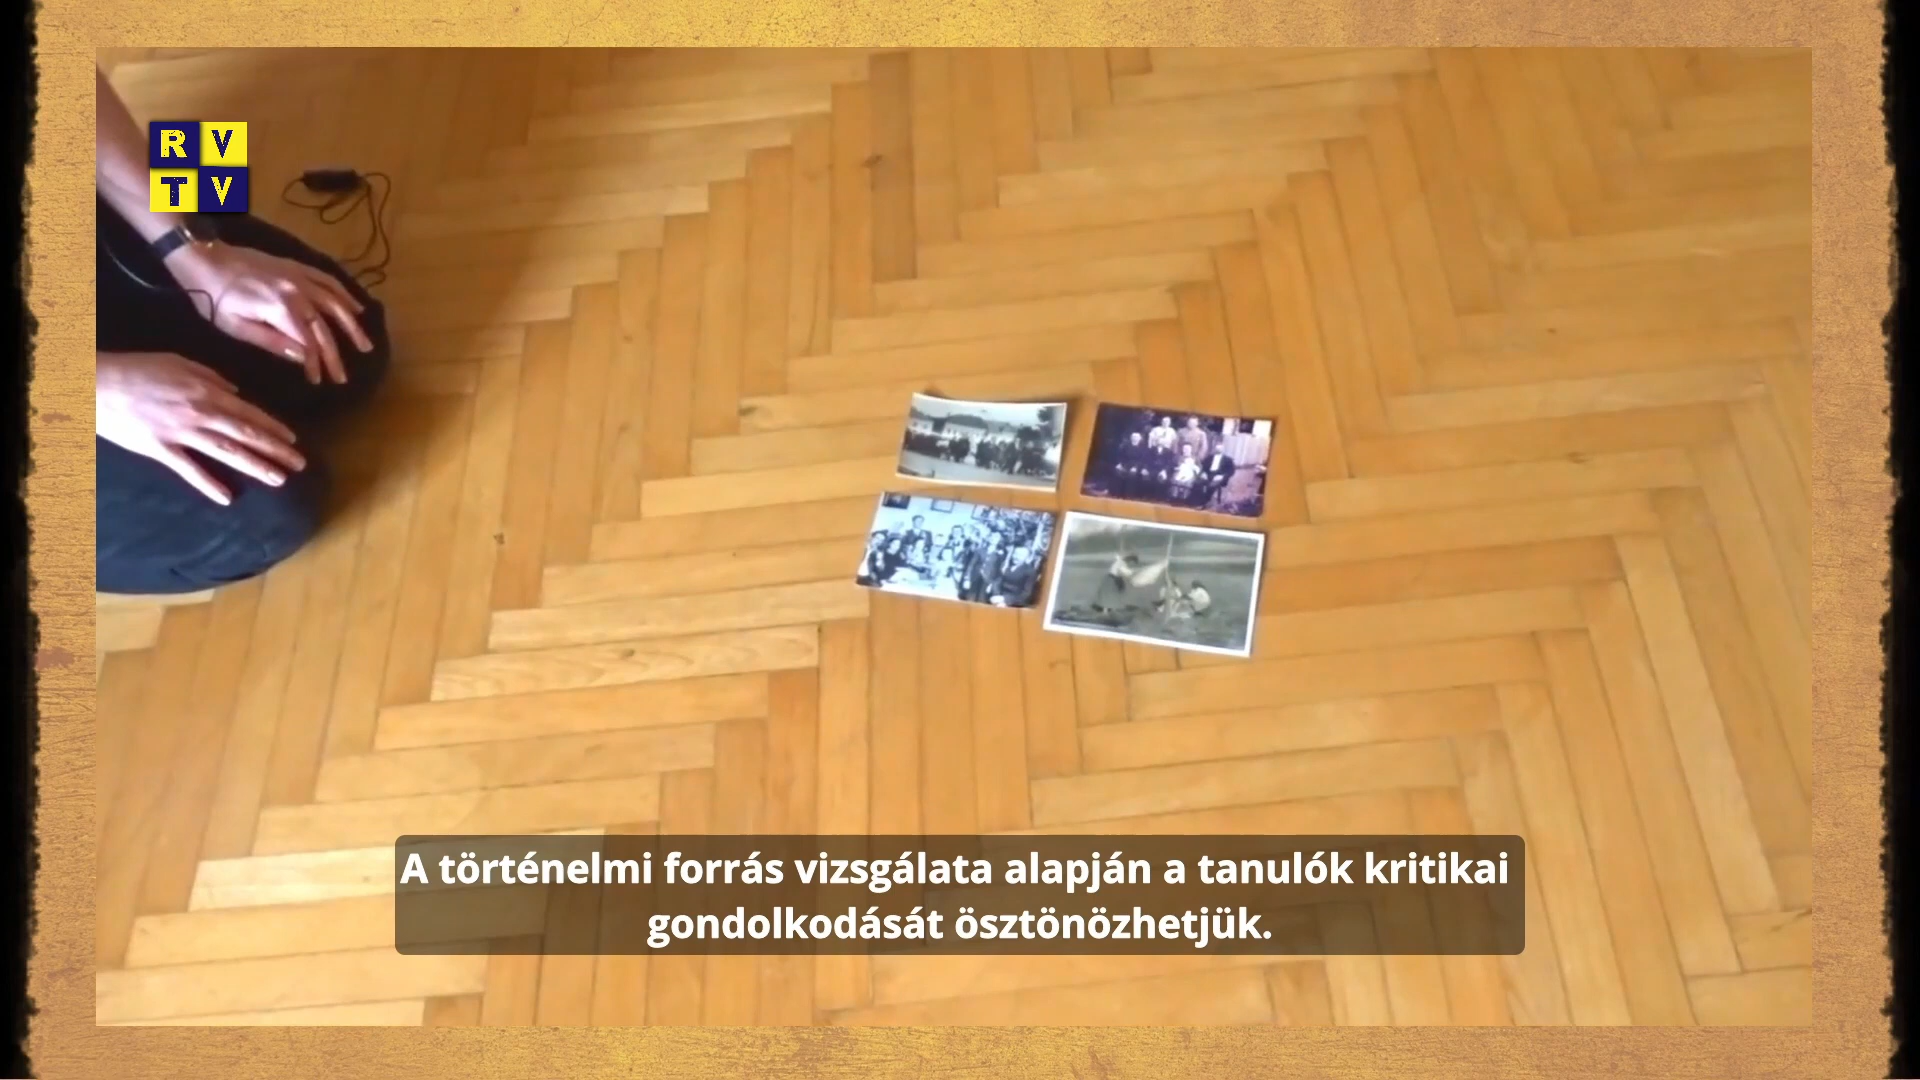 R V
T V
A történelmi forrás vizsgálata alapján a tanulók kritikai
gondolkodását ösztönözhetjük.